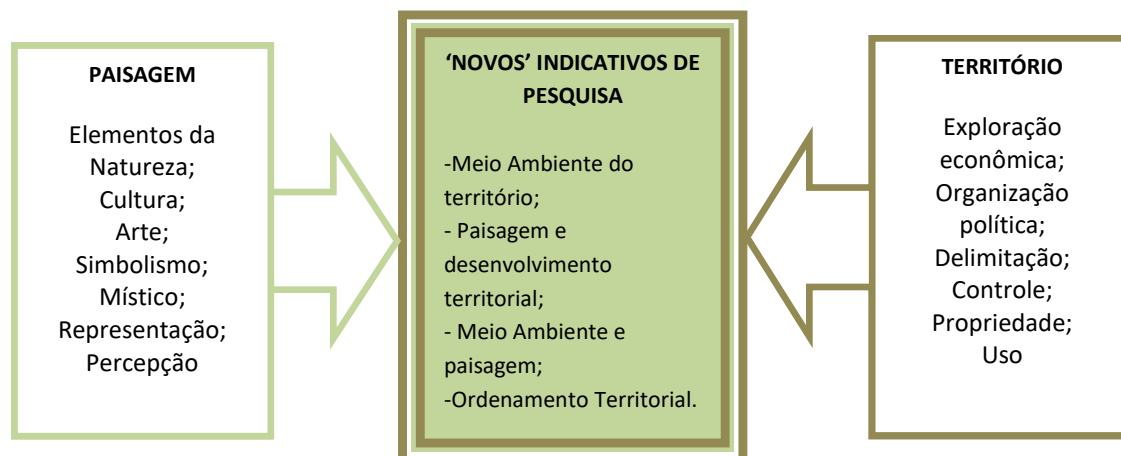 PAISAGEM
Elementos da
Natureza;
Cultura;
Arte;
Simbolismo;
Místico;
Representação;
Percepção
‘NOVOS’ INDICATIVOS DE
PESQUISA
-Meio Ambiente do
território;
- Paisagem e
desenvolvimento
territorial;
- Meio Ambiente e
paisagem;
-Ordenamento Territorial.
TERRITÓRIO
Exploração
econômica;
Organização
política;
Delimitação;
Controle;
Propriedade;
Uso